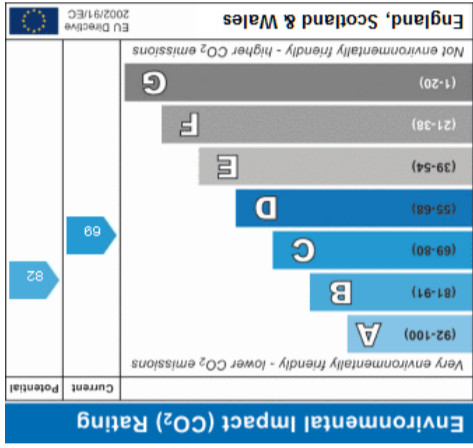 Environmental Impact (CO₂) Rating
Current Potential
Very environmentally friendly - lower CO₂ emissions
(92-100) A
(81-91) B
82
(69-80) C
69
(55-68) D
(39-54) E
(21-38) F
(1-20) G
Not environmentally friendly - higher CO₂ emissions
England, Scotland & Wales
EU Directive
2002/91/EC